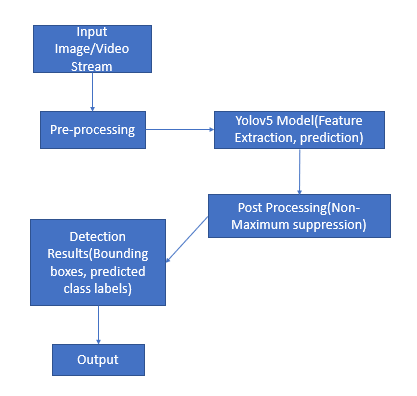 Input
Image/Video
Stream
Pre-processing
Yolov5 Model(Feature
Extraction, prediction)
Post Processing(Non-
Maximum suppression)
Detection
Results(Bounding
boxes, predicted
class labels)
Output